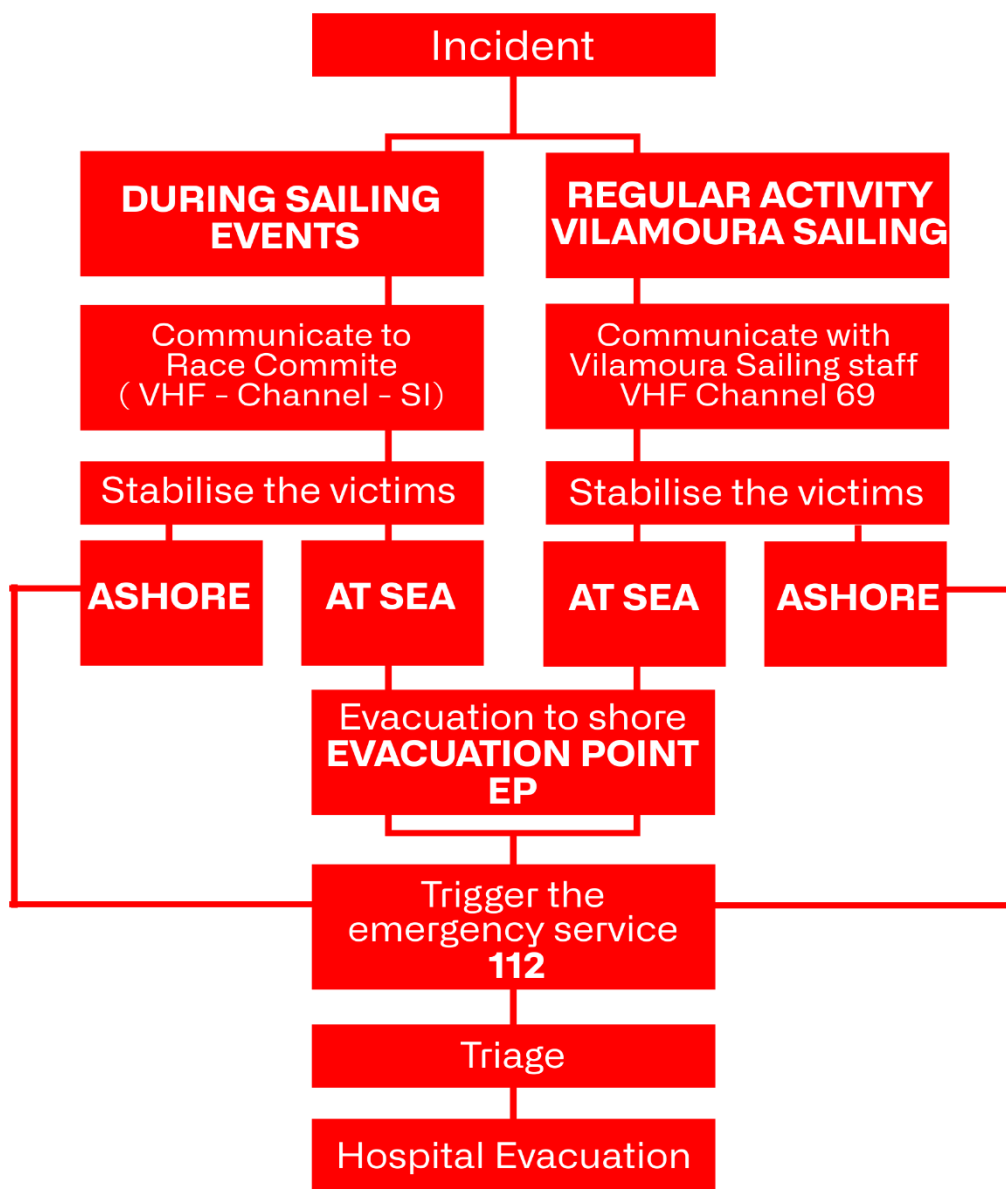 Incident
DURING SAILING
EVENTS
REGULAR ACTIVITY
VILAMOURA SAILING
Communicate to
Race Commite
( VHF - Channel - SI)
Communicate with
Vilamoura Sailing staff
VHF Channel 69
Stabilise the victims
Stabilise the victims
ASHORE
AT SEA
AT SEA
ASHORE
Evacuation to shore
EVACUATION POINT
EP
Trigger the
emergency service
112
Triage
Hospital Evacuation